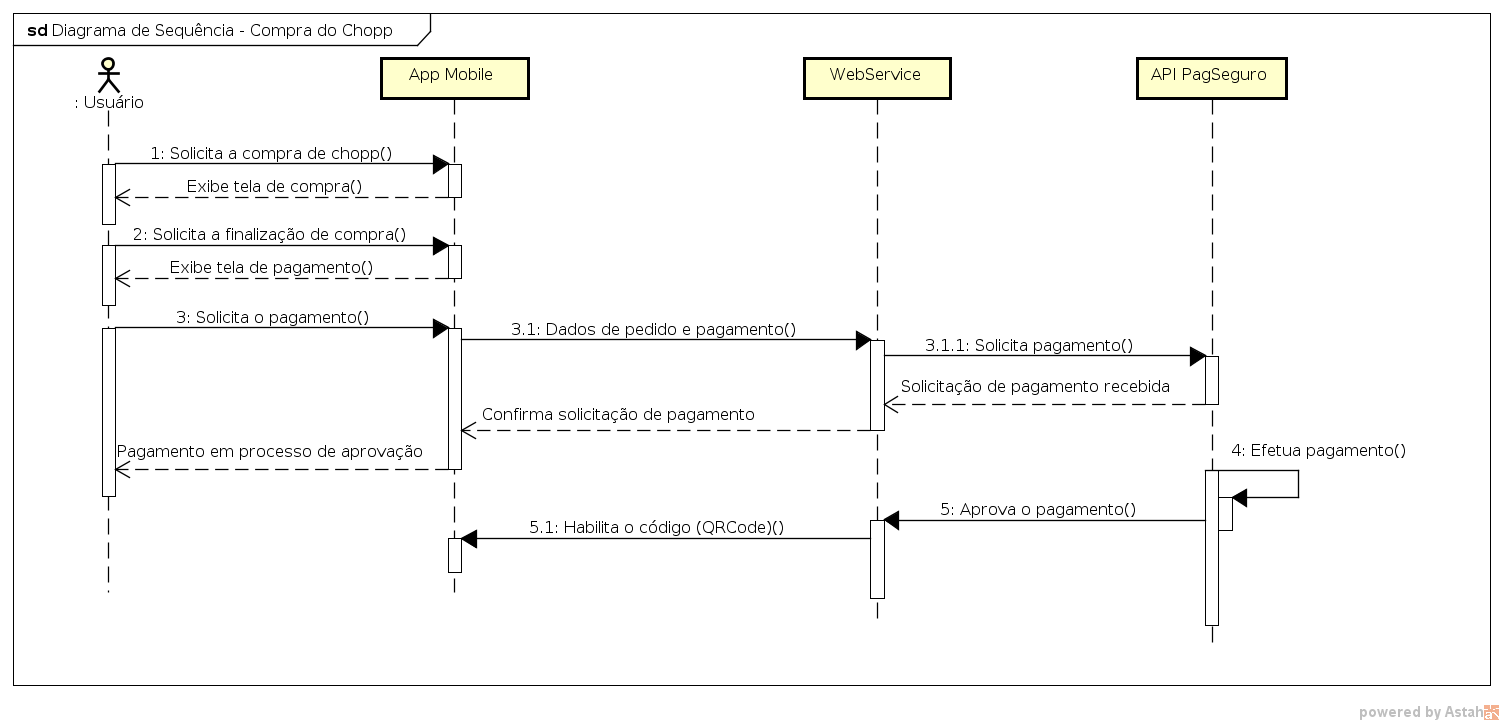 sd Diagrama de Sequência - Compra do Chopp
: Usuário
App Mobile
WebService
API PagSeguro
1: Solicita a compra de chopp()
Exibe tela de compra()
2: Solicita a finalização de compra()
Exibe tela de pagamento()
3: Solicita o pagamento()
3.1: Dados de pedido e pagamento()
3.1.1: Solicita pagamento()
Solicitação de pagamento recebida
Confirma solicitação de pagamento
Pagamento em processo de aprovação
4: Efetua pagamento()
5: Aprova o pagamento()
5.1: Habilita o código (QRCode)()
powered by Astah